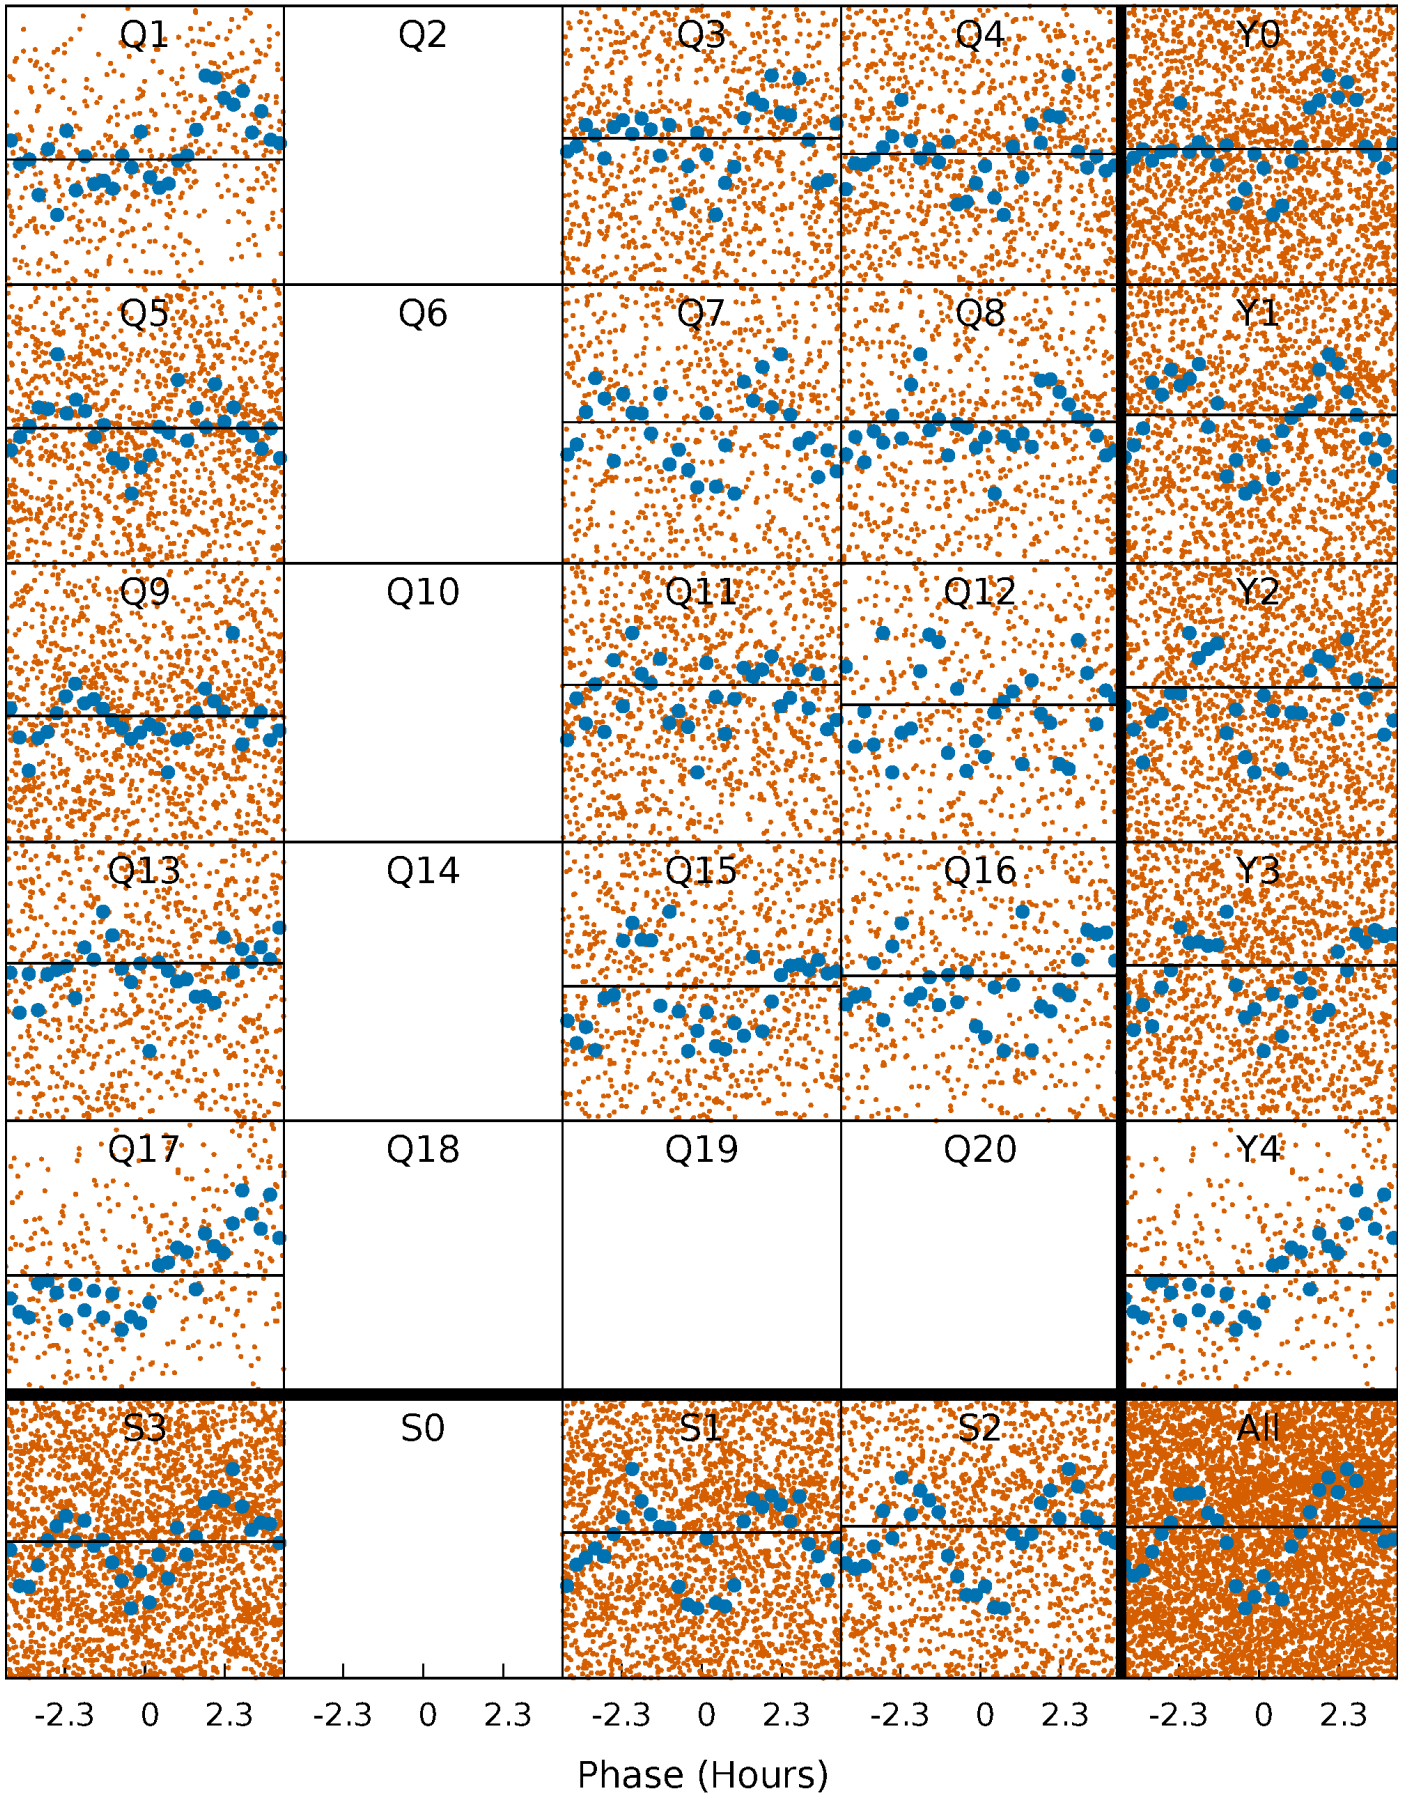 Q1 Q2 Q3 Q4 Y0
Q5 Q6 Q7 Q8 Y1
Q9 Q10 Q11 Q12 Y2
Q13 Q14 Q15 Q16 Y3
Q17 Q18 Q19 Q20 Y4
S3 S0 S1 S2 All
-2.3 0 2.3 -2.3 0 2.3 -2.3 0 2.3 -2.3 0 2.3 -2.3 0 2.3
Phase (Hours)